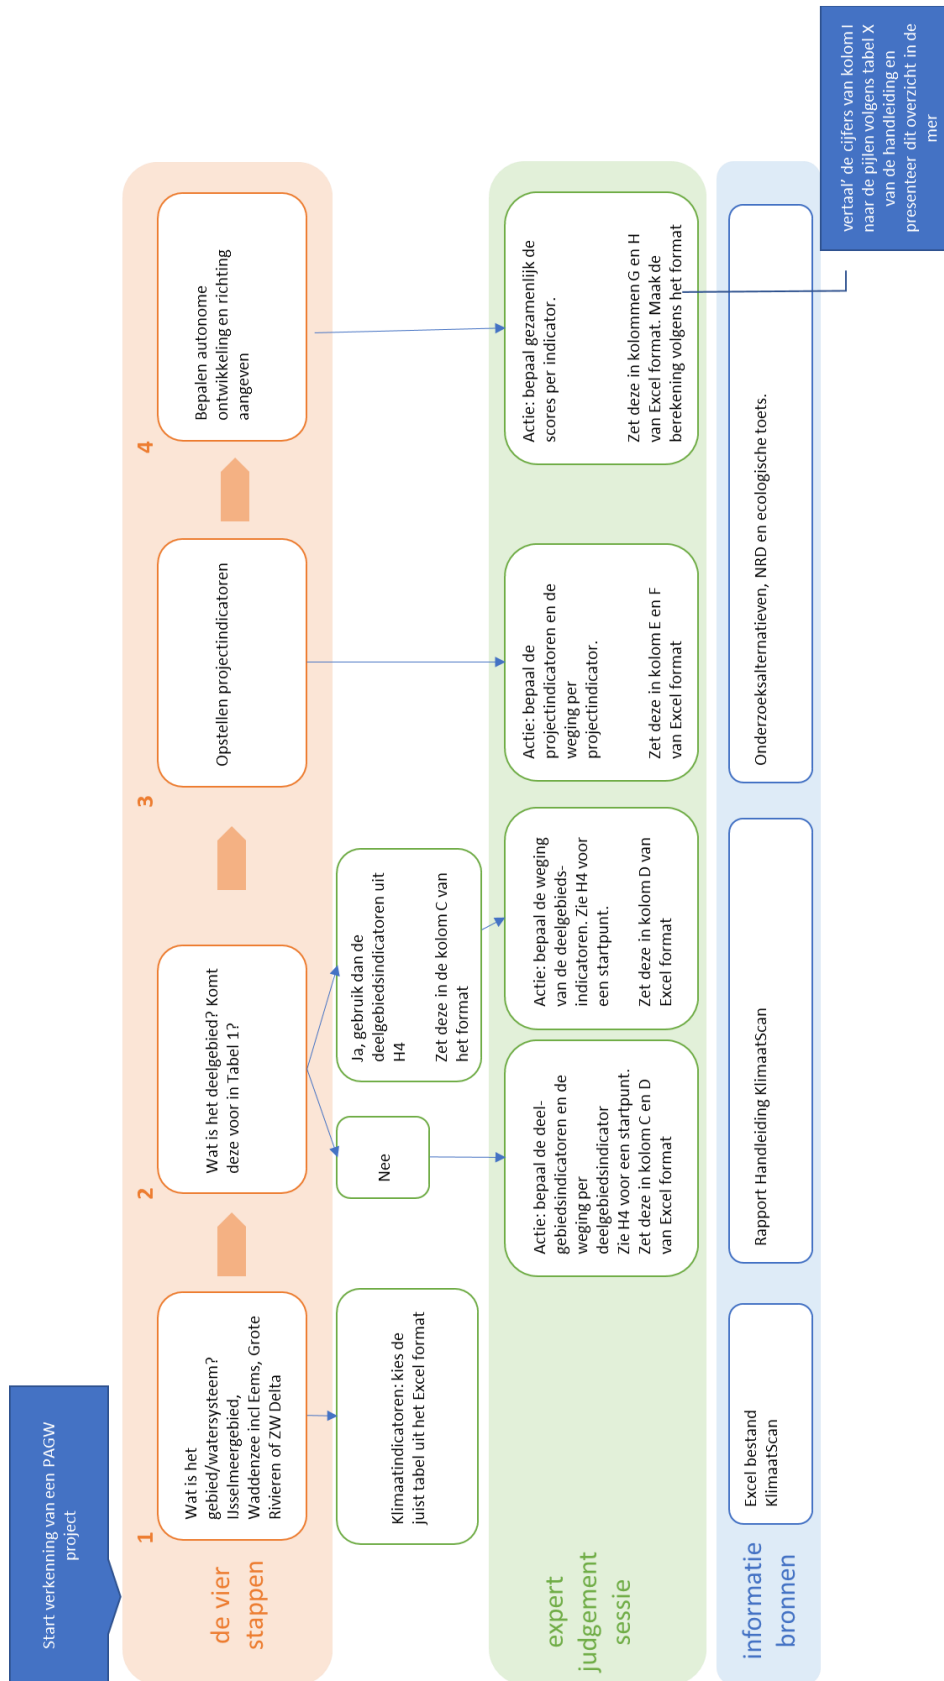 Start verkenning van een PAGW
project
de vier
stappen
1
Wat is het
gebied/watersysteem?
IJsselmeergebied,
Waddenzee incl Eems, Grote
Rivieren of ZW Delta
2
Wat is het deelgebied? Komt
deze voor in Tabel 1?
3
Opstellen projectindicatoren
4
Bepalen autonome
ontwikkeling en richting
aangeven
Klimaatindicatoren: kies de
juist tabel uit het Excel format
Nee
Ja, gebruik dan de
deelgebiedsindicatoren uit
H4
Zet deze in de kolom C van
het format
expert
judgement
sessie
Actie: bepaal de deel-
gebiedsindicatoren en de
weging per
deelgebiedsindicator
Zie H4 voor een startpunt.
Zet deze in kolom C en D
van Excel format
Actie: bepaal de weging
van de deelgebieds-
indicatoren. Zie H4 voor
een startpunt.
Zet deze in kolom D van
Excel format
Actie: bepaal de
projectindicatoren en de
weging per
projectindicator.
Zet deze in kolom E en F
van Excel format
Actie: bepaal gezamenlijk de
scores per indicator.
Zet deze in kolommen G en H
van Excel format. Maak de
berekening volgens het format
informatie
bronnen
Excel bestand
KlimaatScan
Rapport Handleiding KlimaatScan
Onderzoeksalternatieven, NRD en ecologische toets.
vertaal' de cijfers van kolom I
naar de pijlen volgens tabel X
van de handleiding en
presenteer dit overzicht in de
mer